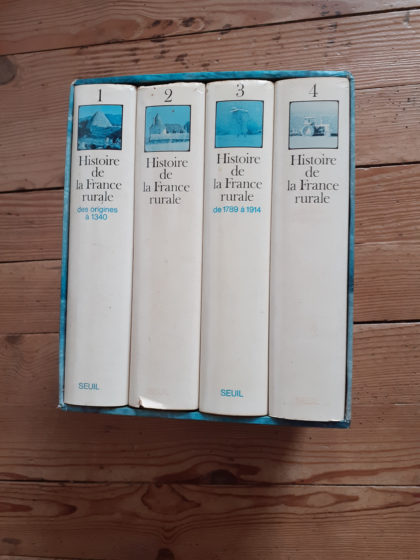 1
Histoire
de
la France
rurale
des origines
à 1340
SEUIL
2
Histoire
de
la France
rurale
3
Histoire
de
la France
rurale
de 1789 à 1914
SEUIL
4
Histoire
de
la France
rurale